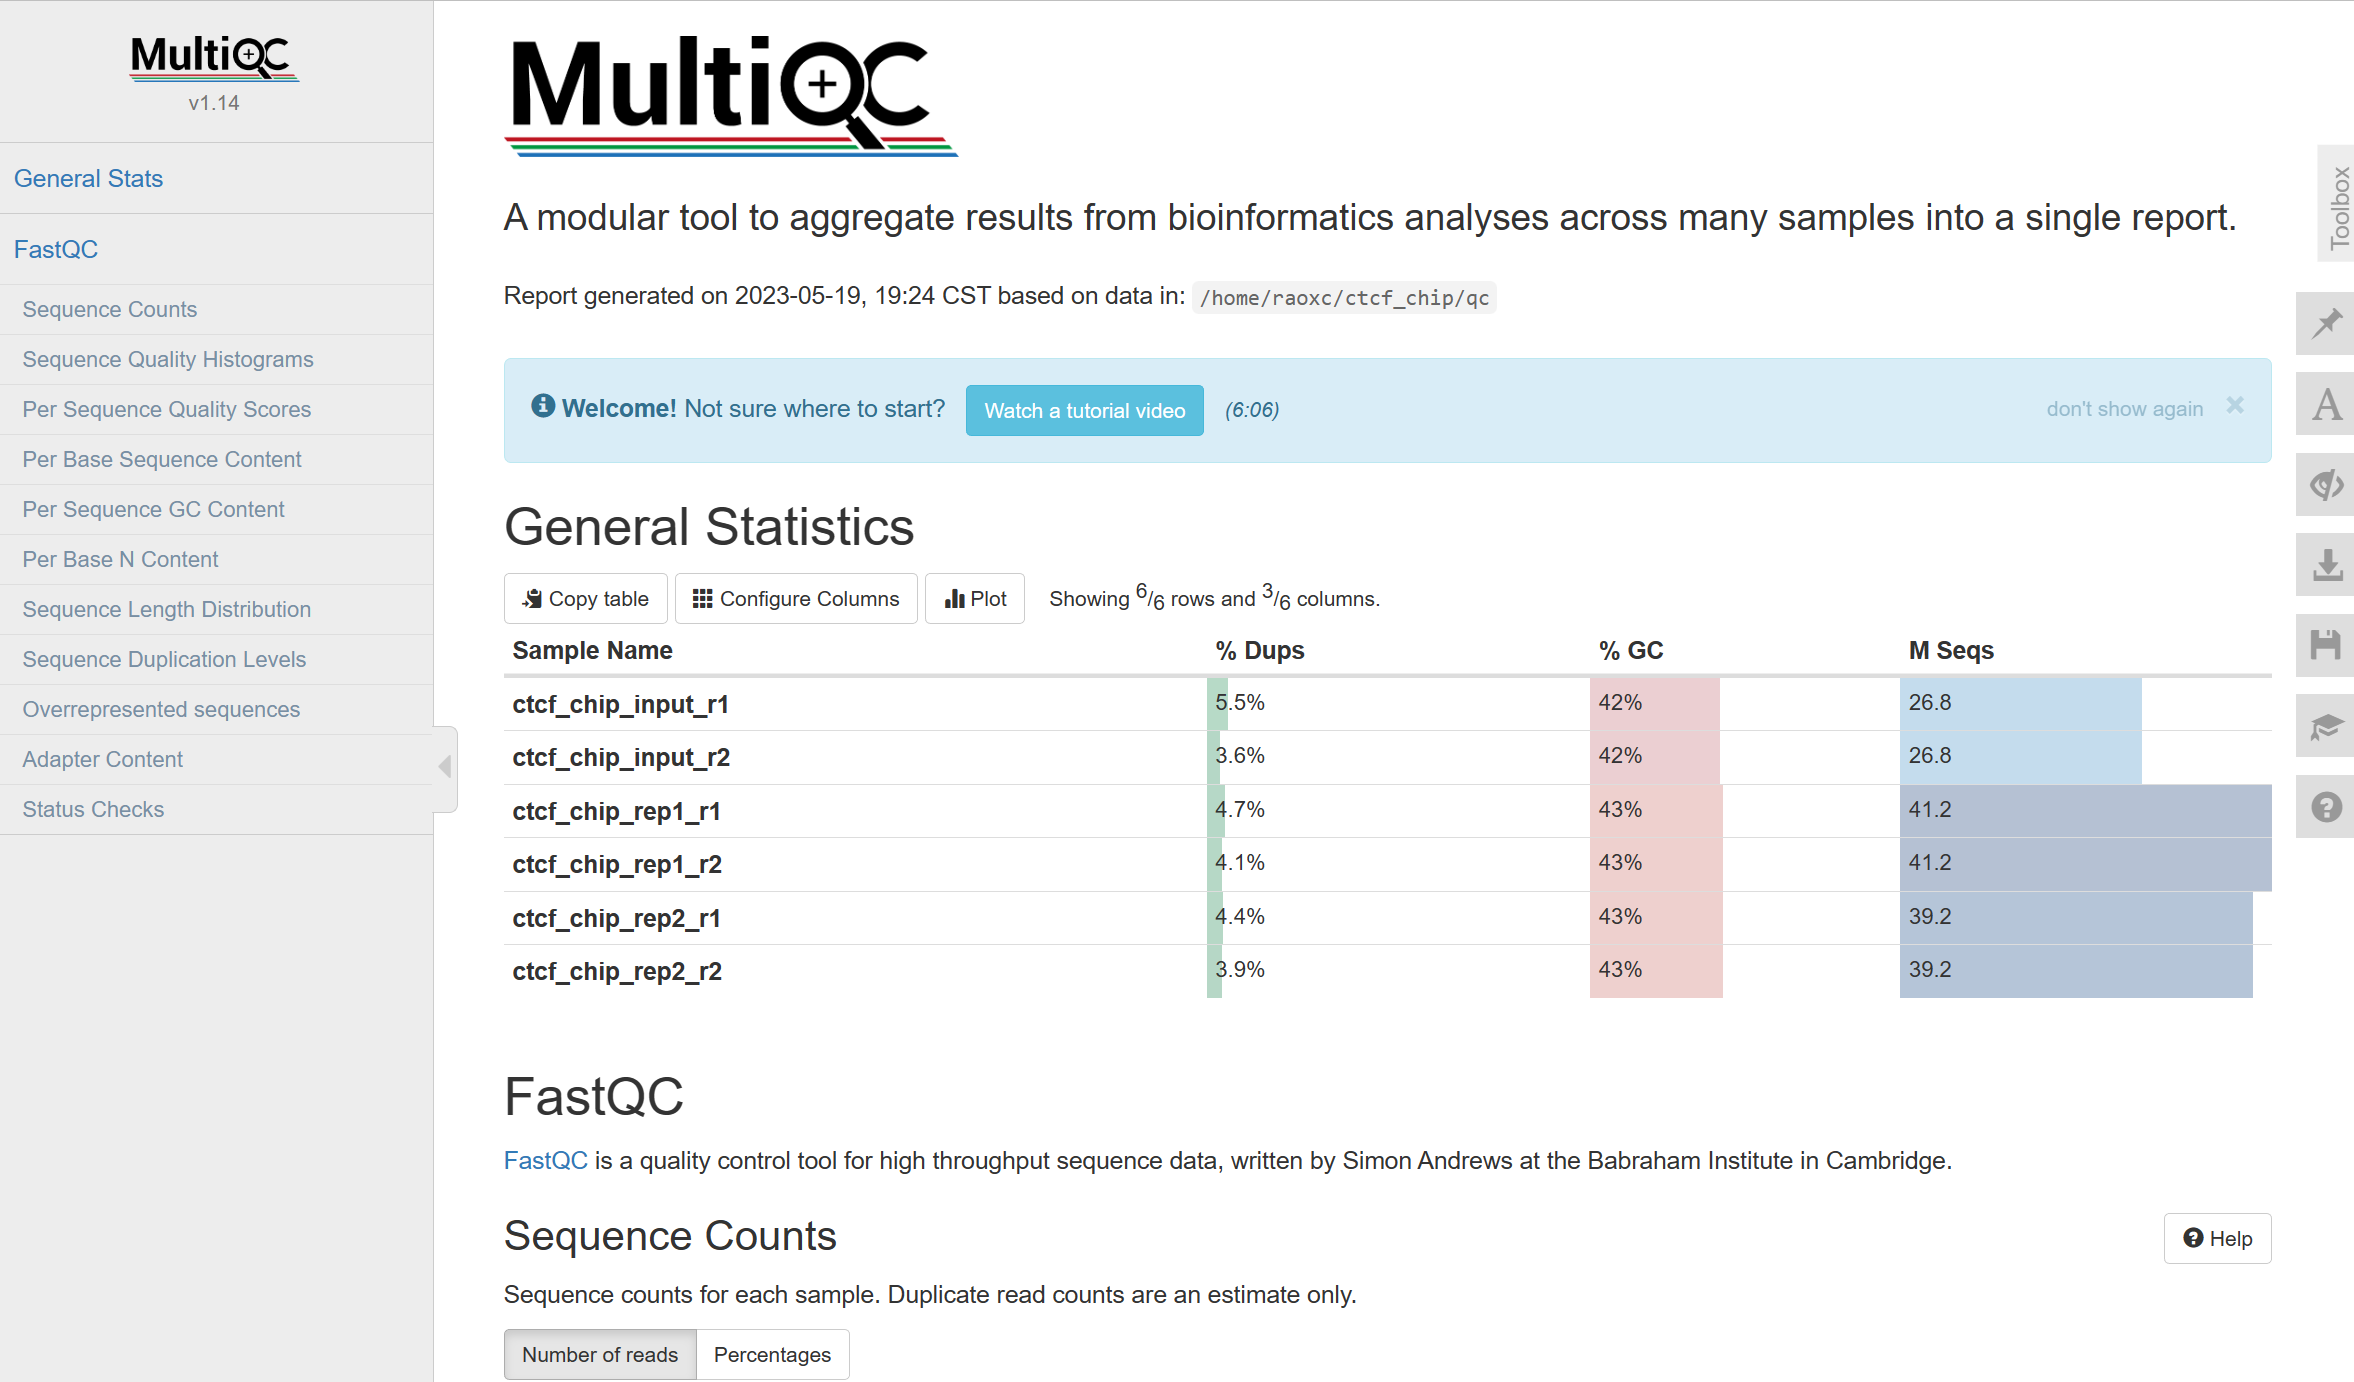 MultiQC
v1.14
General Stats
FastQC
Sequence Counts
Sequence Quality Histograms
Per Sequence Quality Scores
Per Base Sequence Content
Per Sequence GC Content
Per Base N Content
Sequence Length Distribution
Sequence Duplication Levels
Overrepresented sequences
Adapter Content
Status Checks
MultiQC
A modular tool to aggregate results from bioinformatics analyses across many samples into a single report.
Report generated on 2023-05-19, 19:24 CST based on data in: /home/raoxc/ctcf_chip/qc
Welcome! Not sure where to start? Watch a tutorial video (6:06) don't show again ×
General Statistics
Copy table Configure Columns Plot Showing 6/6 rows and 3/6 columns.
Sample Name % Dups % GC M Seqs
ctcf_chip_input_r1 5.5% 42% 26.8
ctcf_chip_input_r2 3.6% 42% 26.8
ctcf_chip_rep1_r1 4.7% 43% 41.2
ctcf_chip_rep1_r2 4.1% 43% 41.2
ctcf_chip_rep2_r1 4.4% 43% 39.2
ctcf_chip_rep2_r2 3.9% 43% 39.2
FastQC
FastQC is a quality control tool for high throughput sequence data, written by Simon Andrews at the Babraham Institute in Cambridge.
Sequence Counts
Help
Sequence counts for each sample. Duplicate read counts are an estimate only.
Number of reads Percentages
Toolbox
A